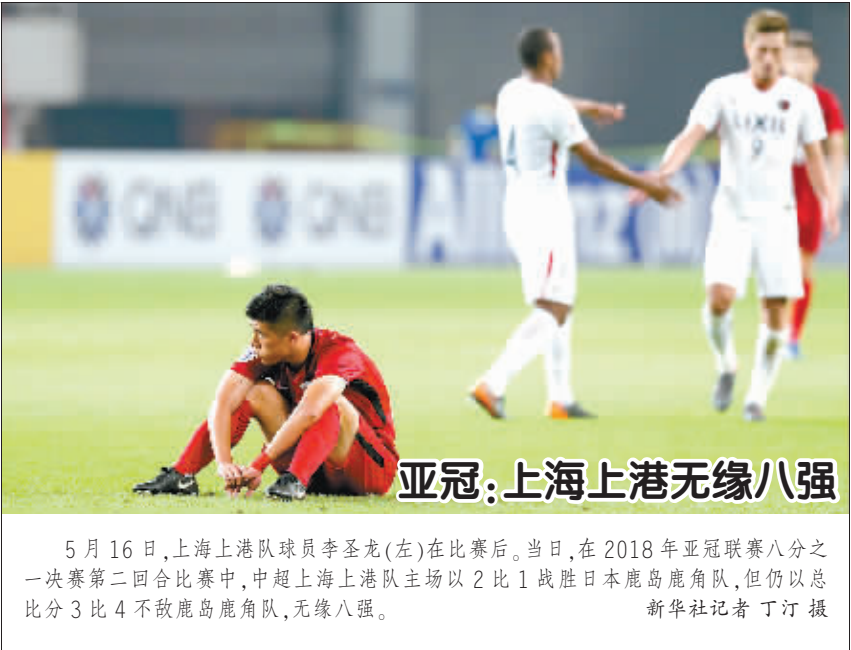 QNB
QNB
Allianz
LIXIL
9
亚冠：上海上港无缘八强
5月16日，上海上港队球员李圣龙(左)在比赛后。当日，在2018年亚冠联赛八分之
一决赛第二回合比赛中，中超上海上港队主场以2比1战胜日本鹿岛鹿角队，但仍以总
比分3比4不敌鹿岛鹿角队，无缘八强。 新华社记者 丁汀 摄